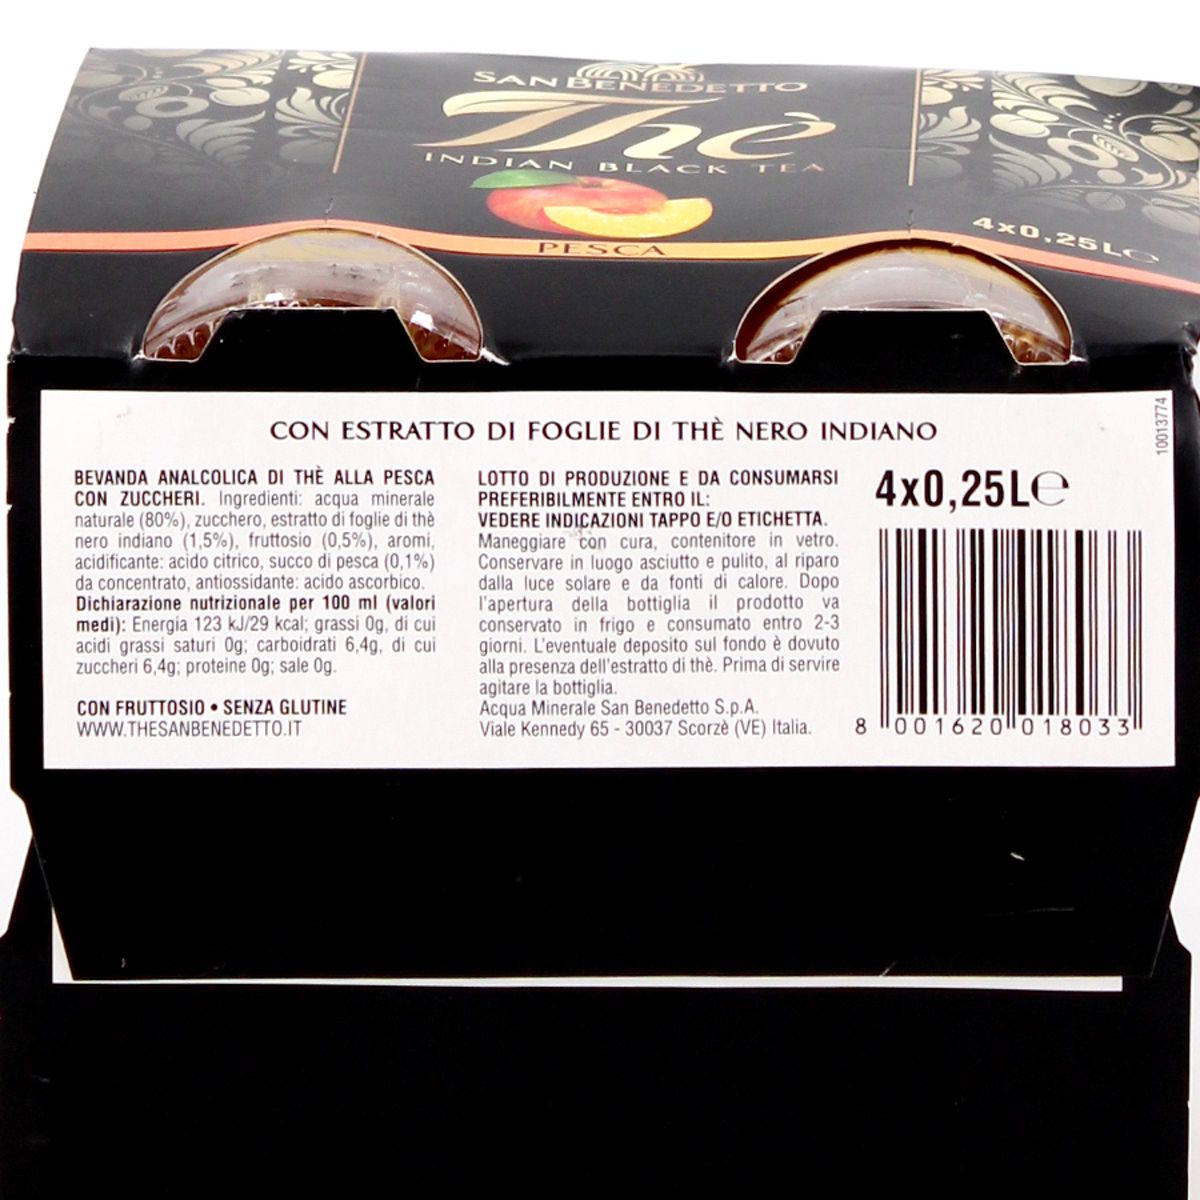 SAN BENEDETTO
Thè
INDIAN BLACK TEA
PESCA
4x0,25L℮
CON ESTRATTO DI FOGLIE DI THÈ NERO INDIANO
10013774
BEVANDA ANALCOLICA DI THÈ ALLA PESCA
CON ZUCCHERI. Ingredienti: acqua minerale
naturale (80%), zucchero, estratto di foglie di thè
nero indiano (1,5%), fruttosio (0,5%), aromi,
acidificante: acido citrico, succo di pesca (0,1%)
da concentrato, antiossidante: acido ascorbico.
Dichiarazione nutrizionale per 100 ml (valori
medi): Energia 123 kJ/29 kcal; grassi 0g, di cui
acidi grassi saturi 0g; carboidrati 6,4g, di cui
zuccheri 6,4g; proteine 0g; sale 0g.
CON FRUTTOSIO • SENZA GLUTINE
WWW.THESANBENEDETTO.IT
LOTTO DI PRODUZIONE E DA CONSUMARSI
PREFERIBILMENTE ENTRO IL:
VEDERE INDICAZIONI TAPPO E/O ETICHETTA.
Maneggiare con cura, contenitore in vetro.
Conservare in luogo asciutto e pulito, al riparo
dalla luce solare e da fonti di calore. Dopo
l'apertura della bottiglia il prodotto va
conservato in frigo e consumato entro 2-3
giorni. L'eventuale deposito sul fondo è dovuto
alla presenza dell'estratto di thè. Prima di servire
agitare la bottiglia.
Acqua Minerale San Benedetto S.p.A.
Viale Kennedy 65 - 30037 Scorzè (VE) Italia.
4x0,25L℮
8 001620 018033